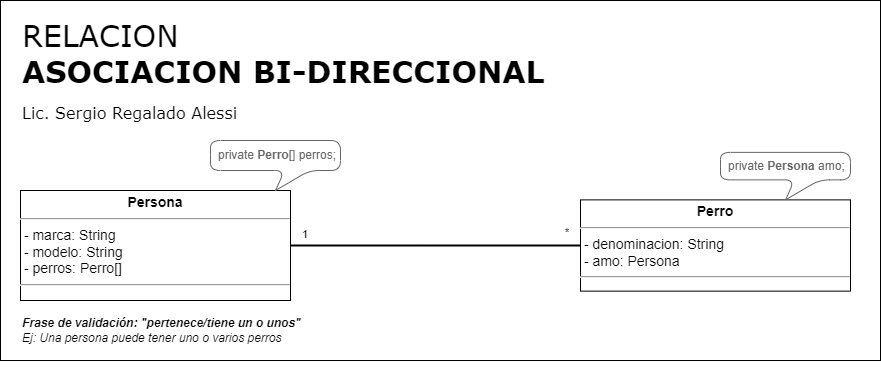 RELACION
ASOCIACION BI-DIRECCIONAL
Lic. Sergio Regalado Alessi
private Perro[] perros;
private Persona amo;
Persona
- marca: String
- modelo: String
- perros: Perro[]
1
*
Perro
- denominacion: String
- amo: Persona
Frase de validación: "pertenece/tiene un o unos"
Ej: Una persona puede tener uno o varios perros